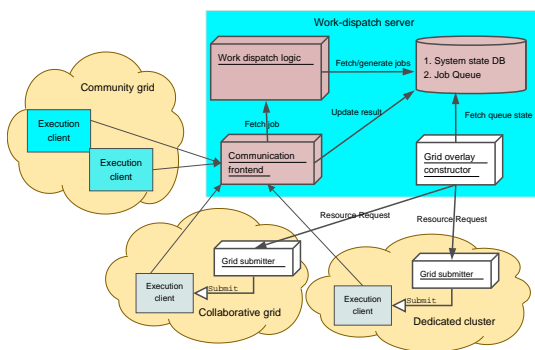 Work-dispatch server
Work dispatch logic
Fetch/generate jobs
1. System state DB
2. Job Queue
Community grid
Execution
client
Execution
client
Fetch job
Update result
Fetch queue state
Communication
frontend
Grid overlay
constructor
Resource Request
Resource Request
Grid submitter
Grid submitter
Execution
client
Submit
Execution
client
Submit
Collaborative grid
Dedicated cluster